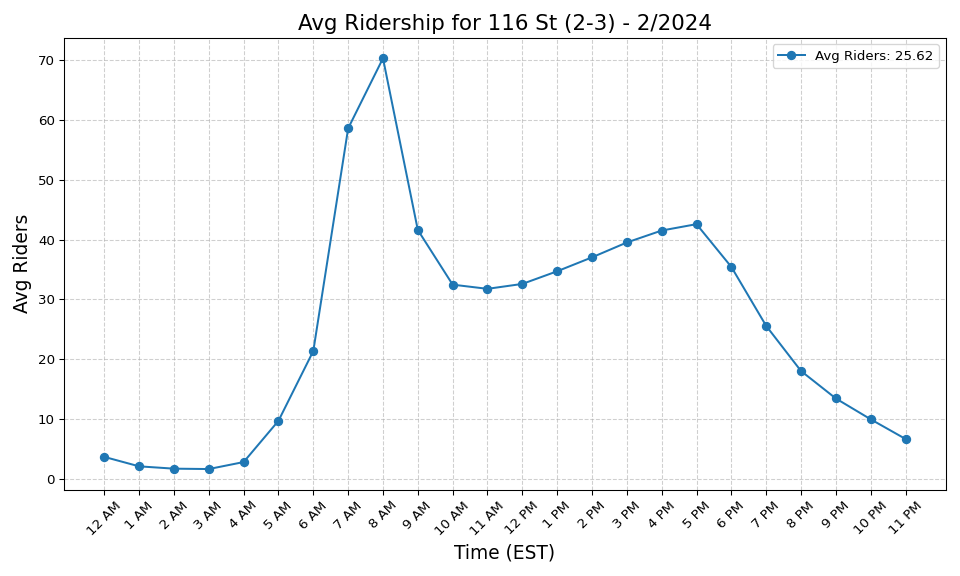 Avg Ridership for 116 St (2-3) - 2/2024
Avg Riders: 25.62
Avg Riders
70
60
50
40
30
20
10
0
12 AM
1 AM
2 AM
3 AM
4 AM
5 AM
6 AM
7 AM
8 AM
9 AM
10 AM
11 AM
12 PM
1 PM
2 PM
3 PM
4 PM
5 PM
6 PM
7 PM
8 PM
9 PM
10 PM
11 PM
Time (EST)